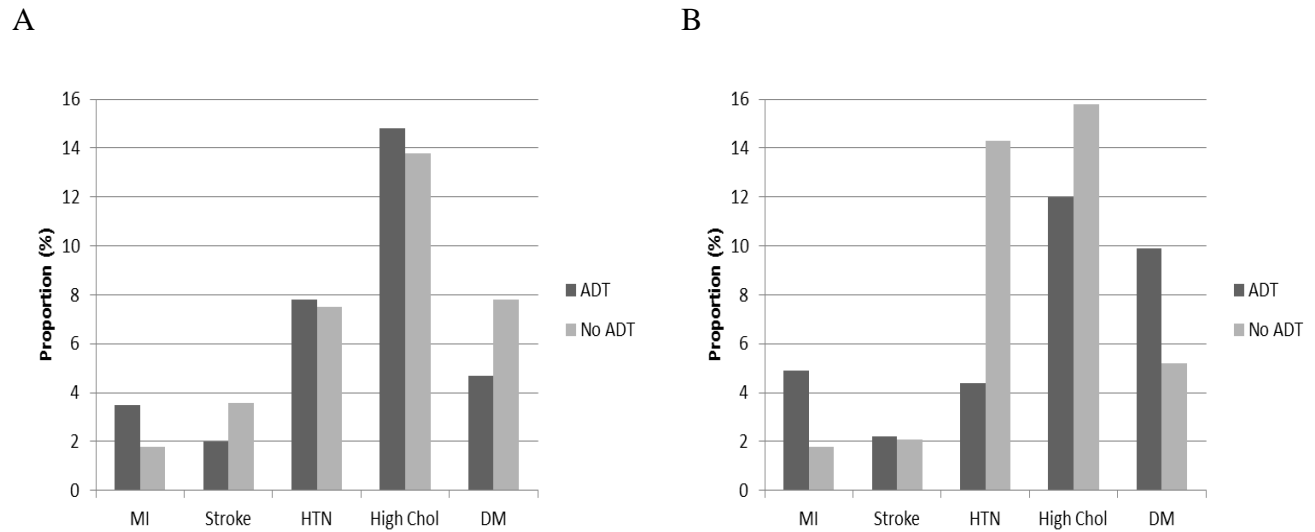 A
Proportion (%)
16
14
12
10
8
6
4
2
0
MI Stroke HTN High Chol DM
ADT
No ADT
B
Proportion (%)
16
14
12
10
8
6
4
2
0
MI Stroke HTN High Chol DM
ADT
No ADT